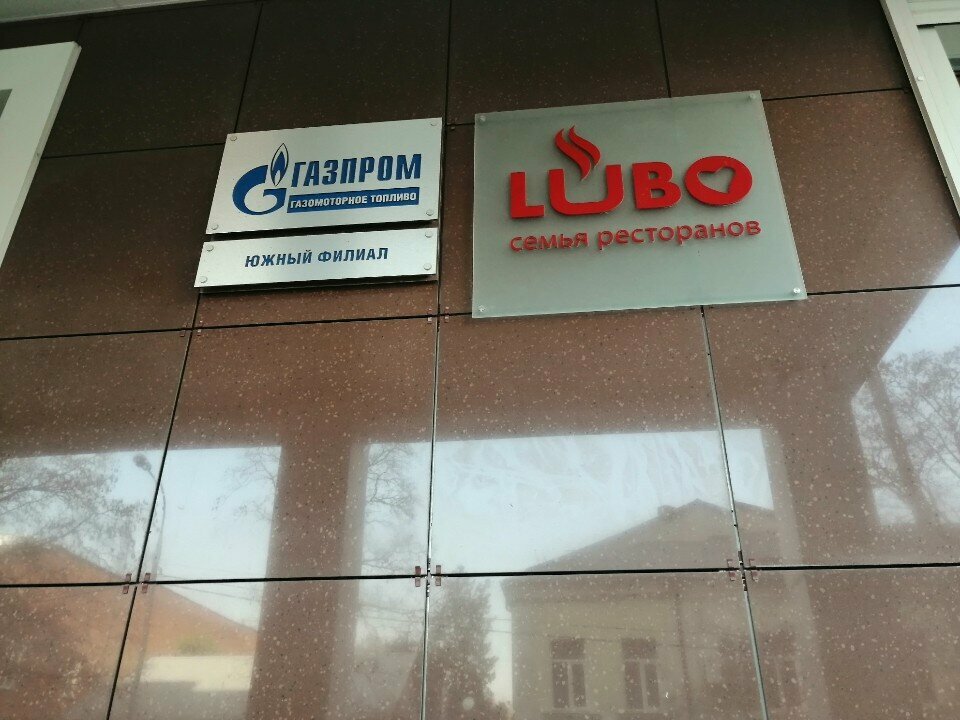 ГАЗПРОМ
ГАЗОМОТОРНОЕ ТОПЛИВО
ЮЖНЫЙ ФИЛИАЛ
LUBO
семья ресторанов